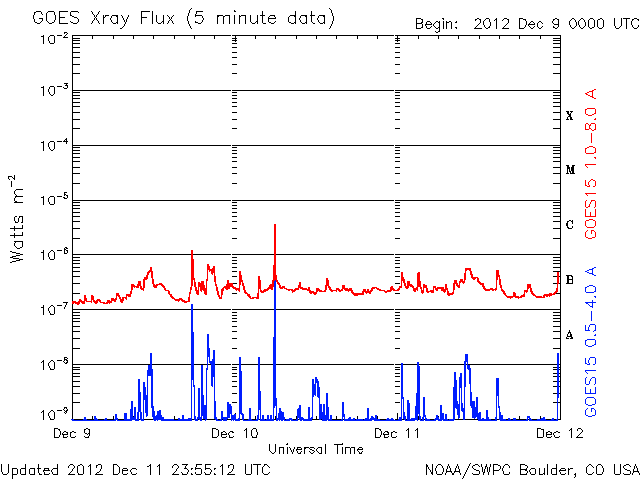 GOES Xray Flux (5 minute data)
Begin: 2012 Dec 9 0000 UTC
10⁻²
10⁻³
10⁻⁴
10⁻⁵
10⁻⁶
10⁻⁷
10⁻⁸
10⁻⁹
Watts m⁻²
X
M
C
B
A
GOES15 1.0-8.0 A
GOES15 0.5-4.0 A
Dec 9
Dec 10
Dec 11
Dec 12
Universal Time
Updated 2012 Dec 11 23:55:12 UTC
NOAA/SWPC Boulder, CO USA